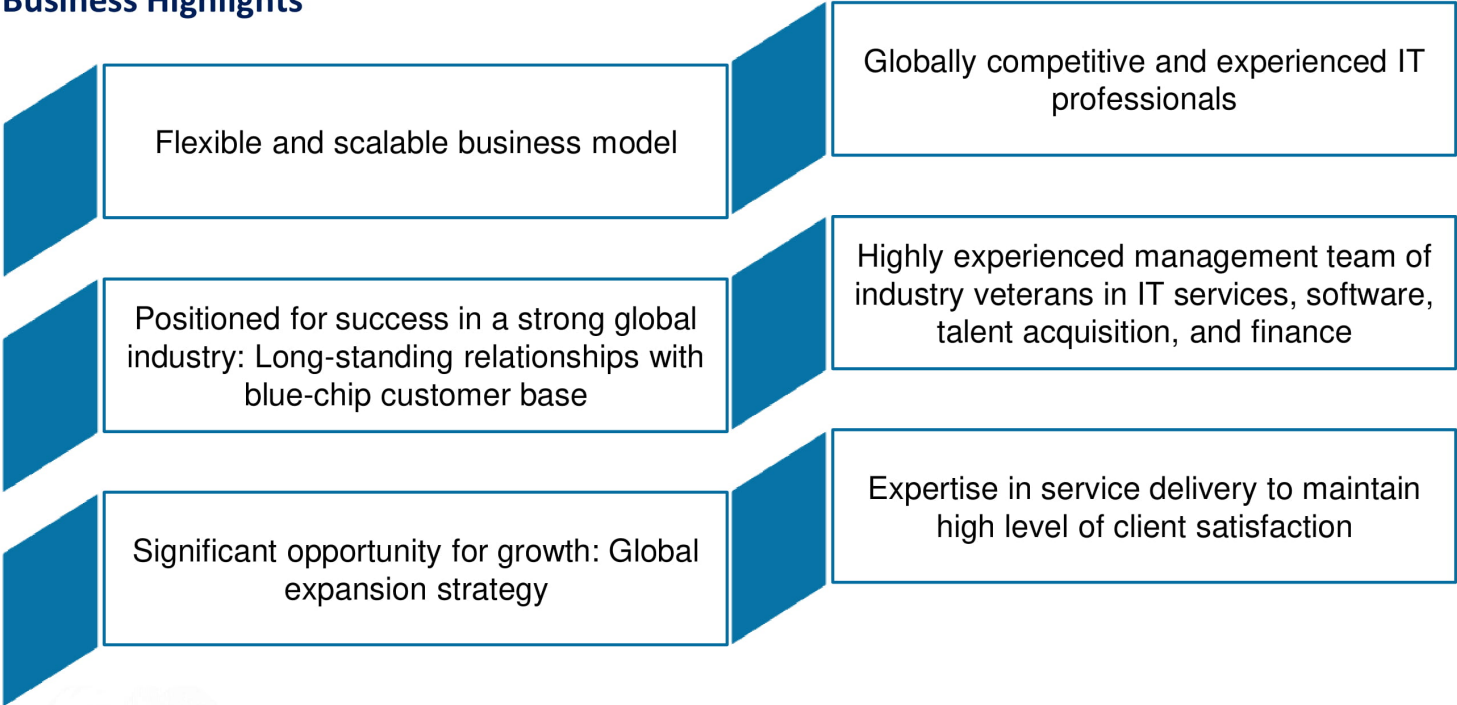 Business Highlights
Flexible and scalable business model
Globally competitive and experienced IT
professionals
Positioned for success in a strong global
industry: Long-standing relationships with
blue-chip customer base
Highly experienced management team of
industry veterans in IT services, software,
talent acquisition, and finance
Significant opportunity for growth: Global
expansion strategy
Expertise in service delivery to maintain
high level of client satisfaction